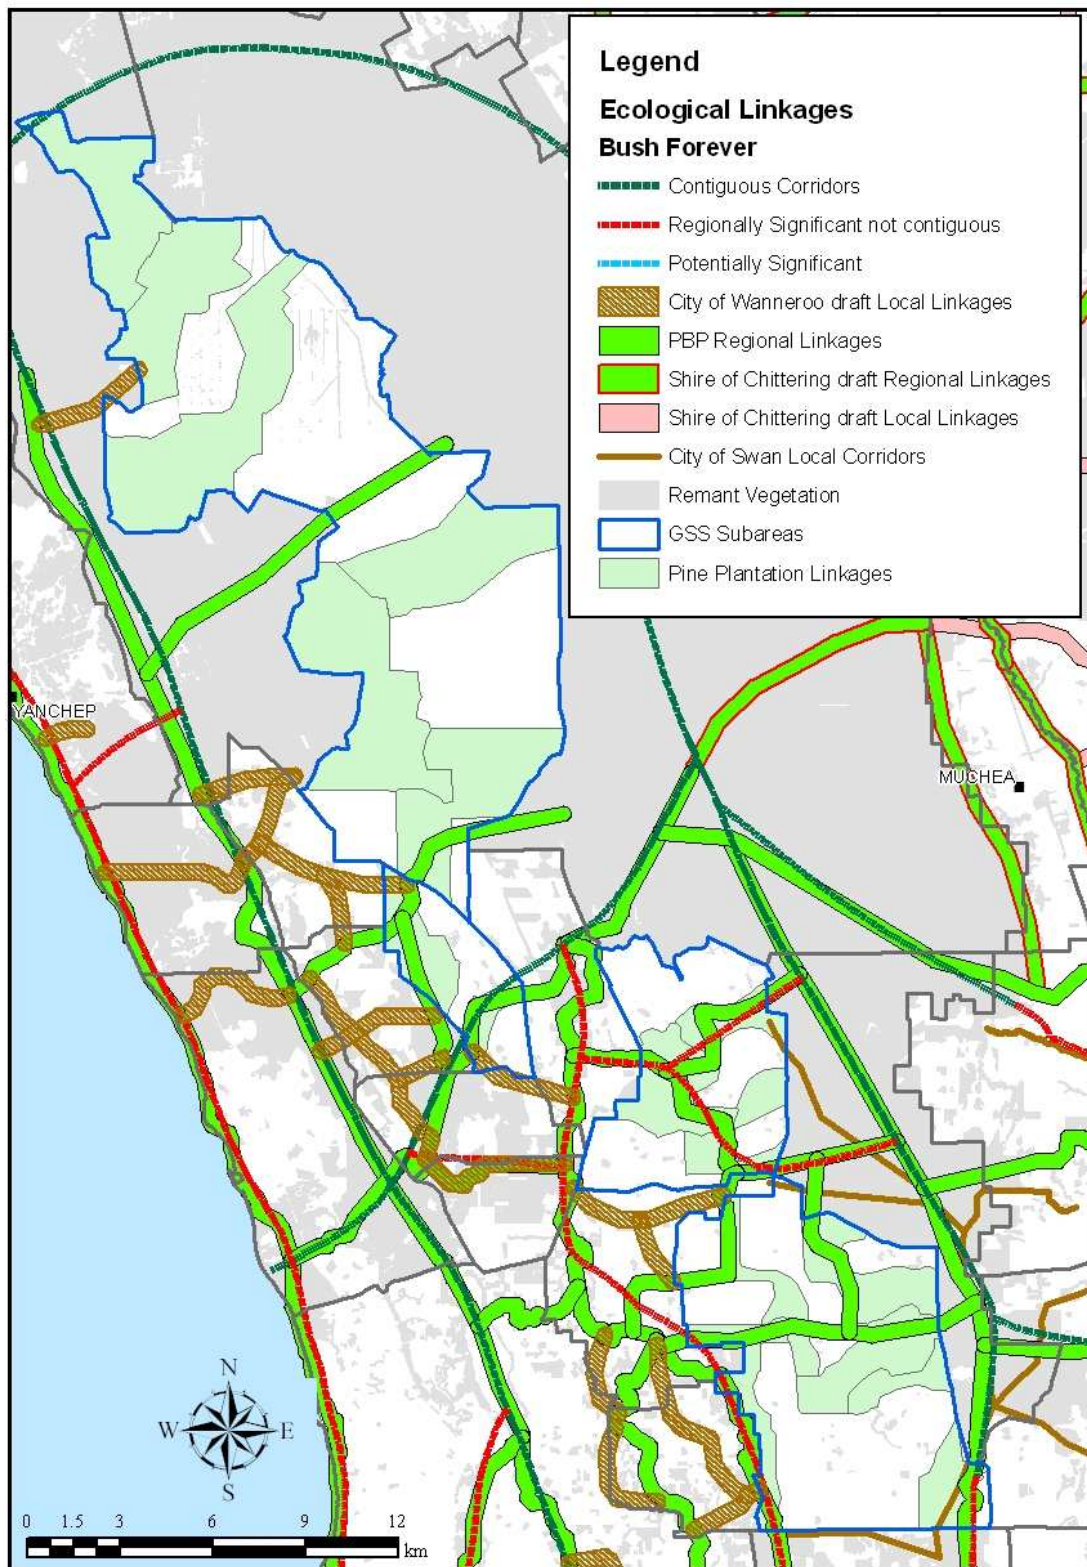 Legend
Ecological Linkages
Bush Forever
Contiguous Corridors
Regionally Significant not contiguous
Potentially Significant
City of Wanneroo draft Local Linkages
PBP Regional Linkages
Shire of Chittering draft Regional Linkages
Shire of Chittering draft Local Linkages
City of Swan Local Corridors
Remant Vegetation
GSS Subareas
Pine Plantation Linkages
YANCHEP
MUCHEA
N
W E
S
0 1.5 3 6 9 12
km